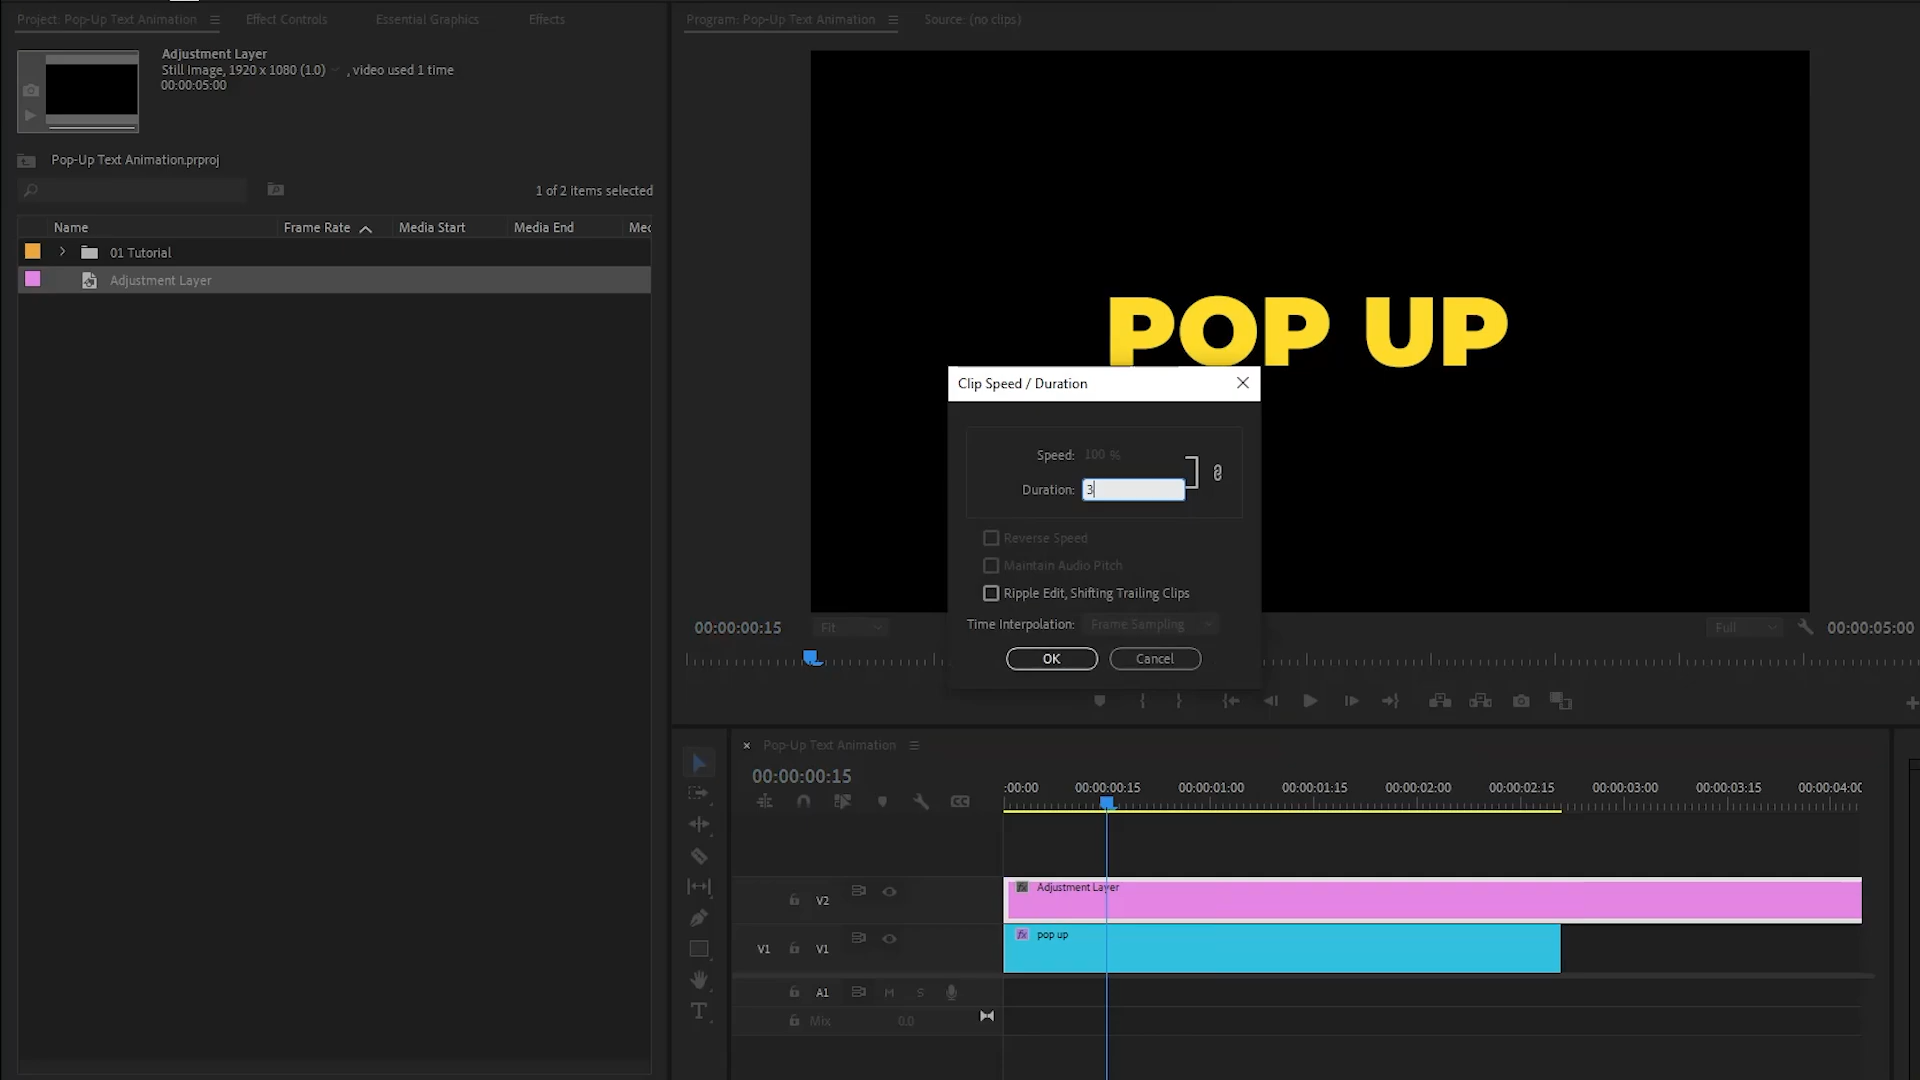 Project: Pop-Up Text Animation
Effect Controls
Essential Graphics
Effects
Program: Pop-Up Text Animation
Source: (no clips)
Adjustment Layer
Still Image, 1920 x 1080 (1.0) , video used 1 time
00:00:05:00
Pop-Up Text Animation.prproj
1 of 2 items selected
Name
Frame Rate
Media Start
Media End
Med
01 Tutorial
Adjustment Layer
POP UP
Clip Speed / Duration
Speed: 100 %
Duration: 3
Reverse Speed
Maintain Audio Pitch
Ripple Edit, Shifting Trailing Clips
Time Interpolation: Frame Sampling
OK
Cancel
00:00:00:15
Fit
Full
00:00:05:00
Pop-Up Text Animation
00:00:00:15
:00:00
00:00:00:15
00:00:01:00
00:00:01:15
00:00:02:00
00:00:02:15
00:00:03:00
00:00:03:15
00:00:04:00
CC
V2
fx Adjustment Layer
V1 V1
fx pop up
A1 M S
Mix 0.0
T